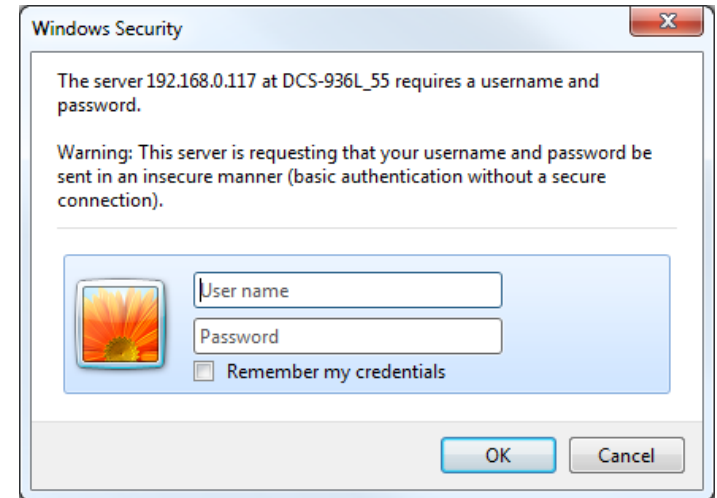 Windows Security
The server 192.168.0.117 at DCS-936L_55 requires a username and
password.
Warning: This server is requesting that your username and password be
sent in an insecure manner (basic authentication without a secure
connection).
User name
Password
Remember my credentials
OK Cancel